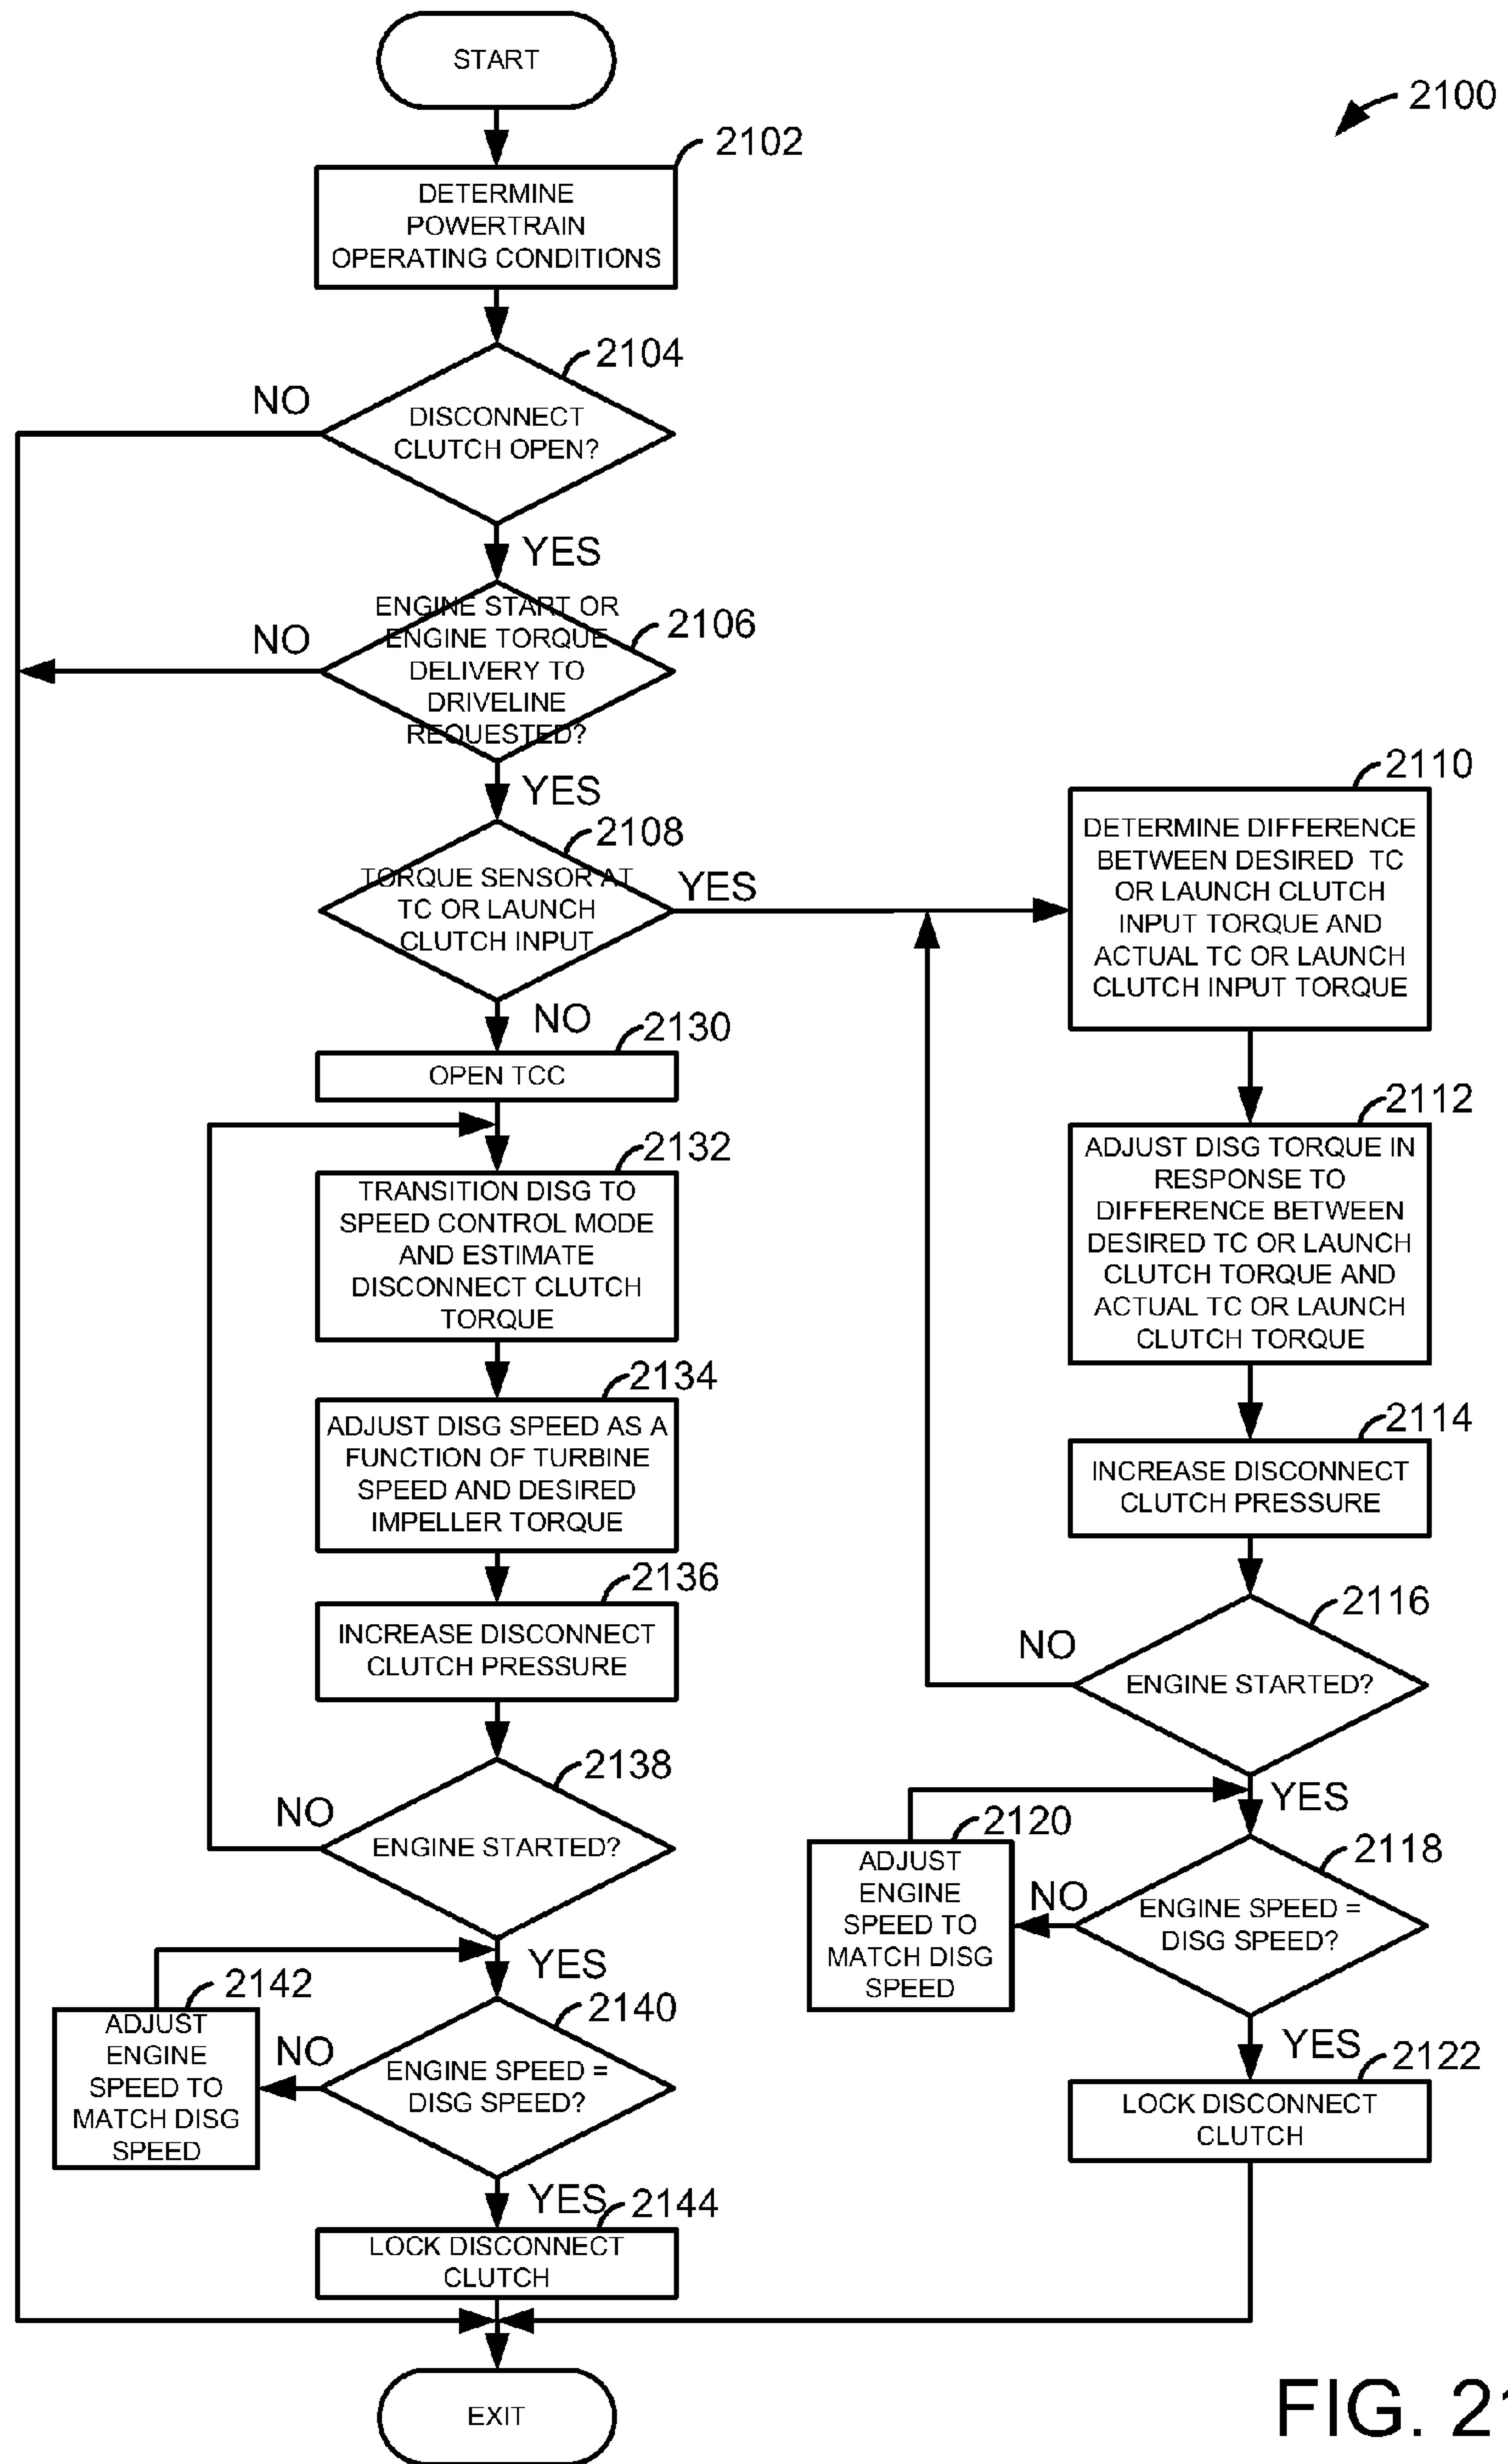 START
2100
2102
DETERMINE
POWERTRAIN
OPERATING CONDITIONS
2104
NO
DISCONNECT
CLUTCH OPEN?
YES
ENGINE START OR
ENGINE TORQUE
DELIVERY TO
DRIVELINE
REQUESTED?
2106
NO
YES
2108
TORQUE SENSOR AT
TC OR LAUNCH
CLUTCH INPUT
YES
NO
2110
DETERMINE DIFFERENCE
BETWEEN DESIRED TC
OR LAUNCH CLUTCH
INPUT TORQUE AND
ACTUAL TC OR LAUNCH
CLUTCH INPUT TORQUE
2130
OPEN TCC
2112
ADJUST DISG TORQUE IN
RESPONSE TO
DIFFERENCE BETWEEN
DESIRED TC OR LAUNCH
CLUTCH TORQUE AND
ACTUAL TC OR LAUNCH
CLUTCH TORQUE
2132
TRANSITION DISG TO
SPEED CONTROL MODE
AND ESTIMATE
DISCONNECT CLUTCH
TORQUE
2134
ADJUST DISG SPEED AS A
FUNCTION OF TURBINE
SPEED AND DESIRED
IMPELLER TORQUE
2114
INCREASE DISCONNECT
CLUTCH PRESSURE
2136
INCREASE DISCONNECT
CLUTCH PRESSURE
2116
NO
ENGINE STARTED?
YES
2138
NO
ENGINE STARTED?
YES
2120
ADJUST
ENGINE
SPEED TO
MATCH DISG
SPEED
2118
NO
ENGINE SPEED =
DISG SPEED?
YES
2142
ADJUST
ENGINE
SPEED TO
MATCH DISG
SPEED
2140
NO
ENGINE SPEED =
DISG SPEED?
YES
2122
LOCK DISCONNECT
CLUTCH
2144
LOCK DISCONNECT
CLUTCH
EXIT
FIG. 21